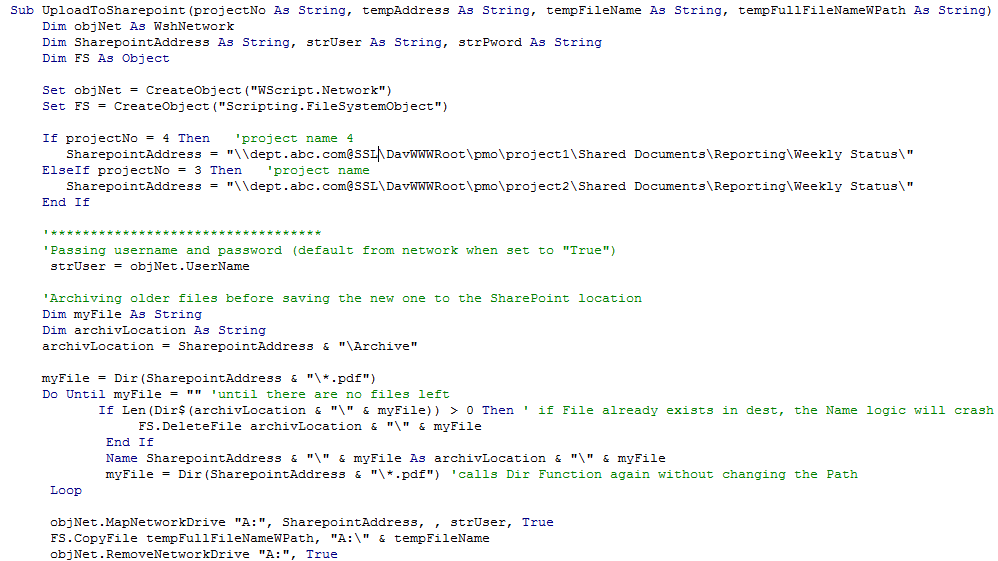 Sub UploadToSharepoint(projectNo As String, tempAddress As String, tempFileName As String, tempFullFileNameWPath As String)
Dim objNet As WshNetwork
Dim SharepointAddress As String, strUser As String, strPword As String
Dim FS As Object
Set objNet = CreateObject("WScript.Network")
Set FS = CreateObject("Scripting.FileSystemObject")
If projectNo = 4 Then 'project name 4
SharepointAddress = "\\dept.abc.com@SSL\DavWWWRoot\pmo\project1\Shared Documents\Reporting\Weekly Status\"
ElseIf projectNo = 3 Then 'project name
SharepointAddress = "\\dept.abc.com@SSL\DavWWWRoot\pmo\project2\Shared Documents\Reporting\Weekly Status\"
End If
'**********************************
'Passing username and password (default from network when set to "True")
strUser = objNet.UserName
'Archiving older files before saving the new one to the SharePoint location
Dim myFile As String
Dim archivLocation As String
archivLocation = SharepointAddress & "\Archive"
myFile = Dir(SharepointAddress & "\*.pdf")
Do Until myFile = "" 'until there are no files left
If Len(Dir$(archivLocation & "\" & myFile)) > 0 Then ' if File already exists in dest, the Name logic will crash
FS.DeleteFile archivLocation & "\" & myFile
End If
Name SharepointAddress & "\" & myFile As archivLocation & "\" & myFile
myFile = Dir(SharepointAddress & "\*.pdf") 'calls Dir Function again without changing the Path
Loop
objNet.MapNetworkDrive "A:", SharepointAddress, , strUser, True
FS.CopyFile tempFullFileNameWPath, "A:\" & tempFileName
objNet.RemoveNetworkDrive "A:", True